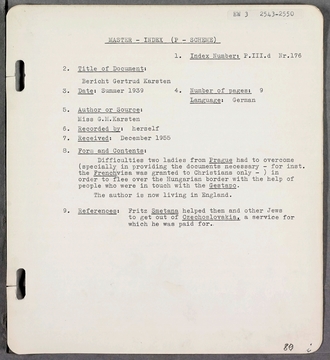 NW 3 2543-2550
MASTER - INDEX (P - SCHEME)
1. Index Number: P.III.d Nr.176
2. Title of Document:
Bericht Gertrud Karsten
3. Date: Summer 1939
4. Number of pages: 9
Language: German
5. Author or Source:
Miss G.M.Karsten
6. Recorded by: herself
7. Received: December 1955
8. Form and Contents:
Difficulties two ladies from Prague had to overcome
(specially in providing the documents necessary - for inst.
the Frenchvisa was granted to Christians only - ) in
order to flee over the Hungarian border with the help of
people who were in touch with the Gestapo.
The author is now living in England.
9. References: Fritz Smetana helped them and other Jews
to get out of Czechoslovakia, a service for
which he was paid for.
89 i